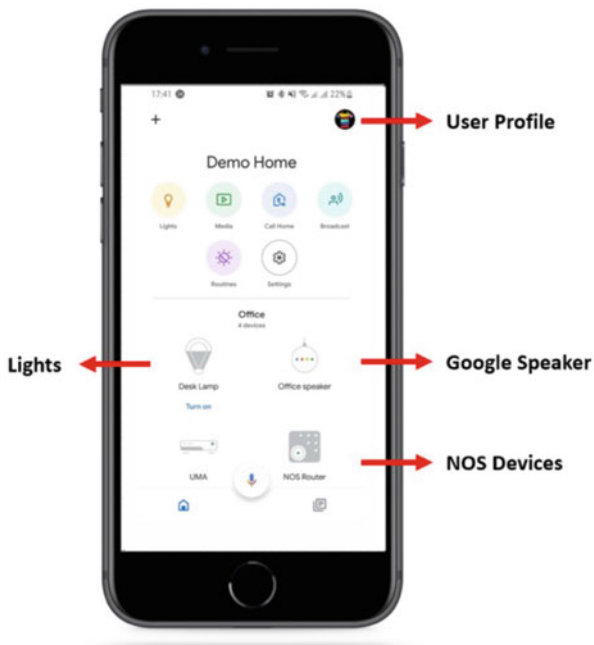 17:41
22%
User Profile
Demo Home
Lights
Media
Call Home
Broadcast
Routines
Settings
Office
4 devices
Lights
Google Speaker
Desk Lamp
Office speaker
Turn on
NOS Devices
UMA
NOS Router